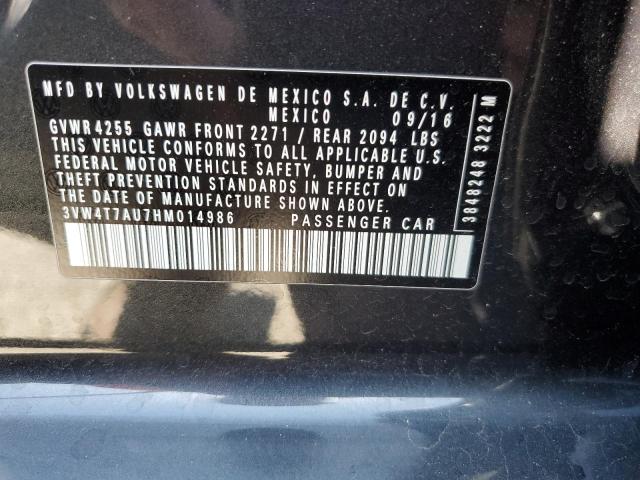 MFD BY VOLKSWAGEN DE MEXICO S.A. DE C.V.
MEXICO 09/16
GVWR 4255 GAWR FRONT 2271 / REAR 2094 LBS
THIS VEHICLE CONFORMS TO ALL APPLICABLE U.S.
FEDERAL MOTOR VEHICLE SAFETY, BUMPER AND
THEFT PREVENTION STANDARDS IN EFFECT ON
THE DATE OF MANUFACTURE SHOWN ABOVE.
3VW4T7AU7HM014986 PASSENGER CAR
3848248 3222 M